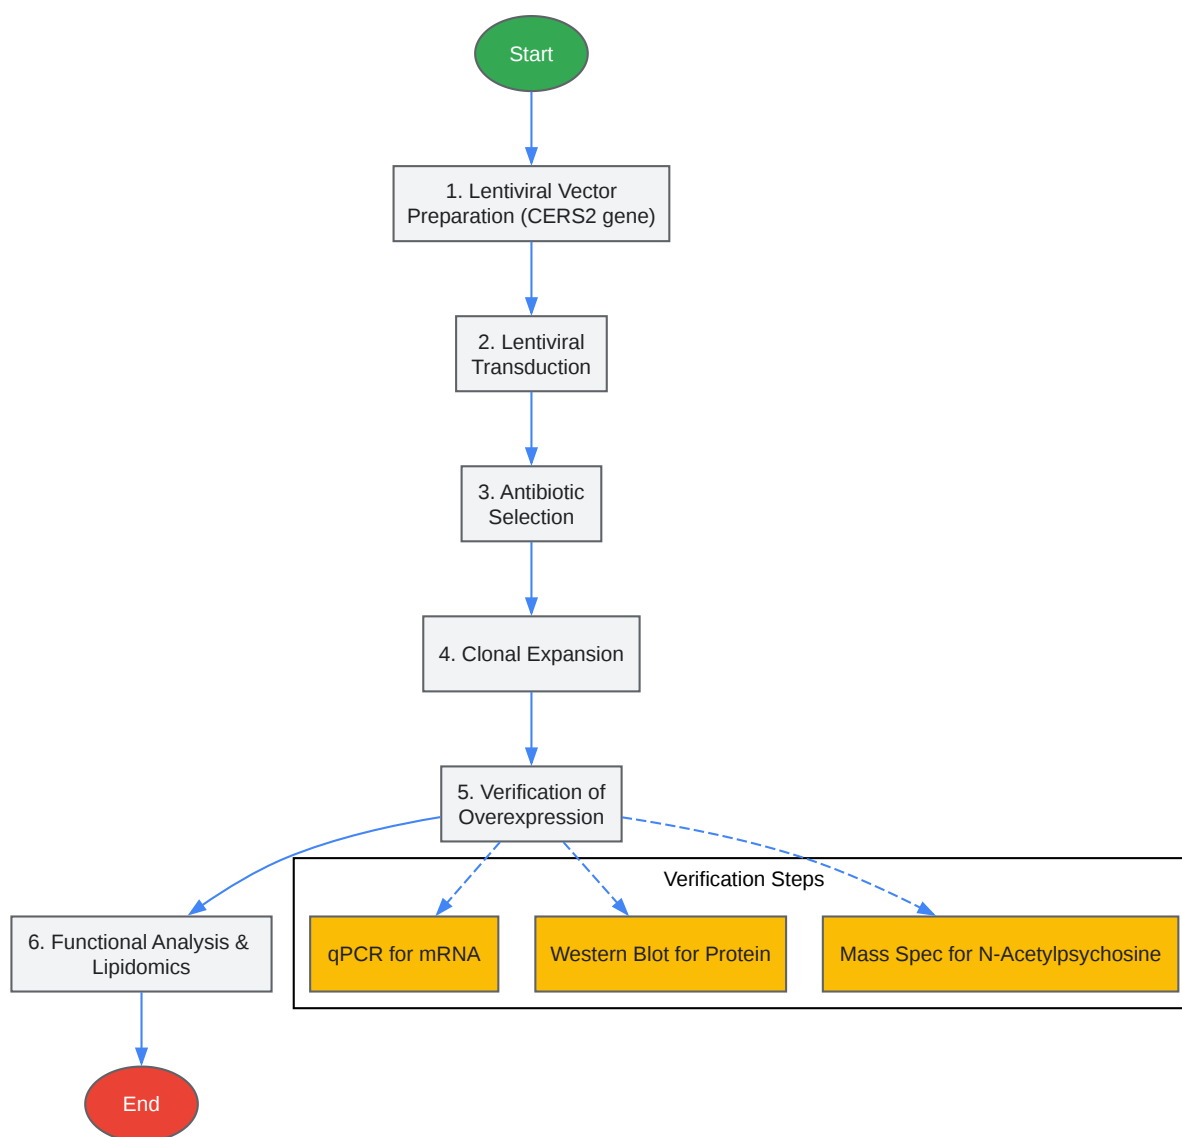 Start
1. Lentiviral Vector
Preparation (CERS2 gene)
2. Lentiviral
Transduction
3. Antibiotic
Selection
4. Clonal Expansion
5. Verification of
Overexpression
Verification Steps
6. Functional Analysis &
Lipidomics
qPCR for mRNA
Western Blot for Protein
Mass Spec for N-Acetylpsychosine
End